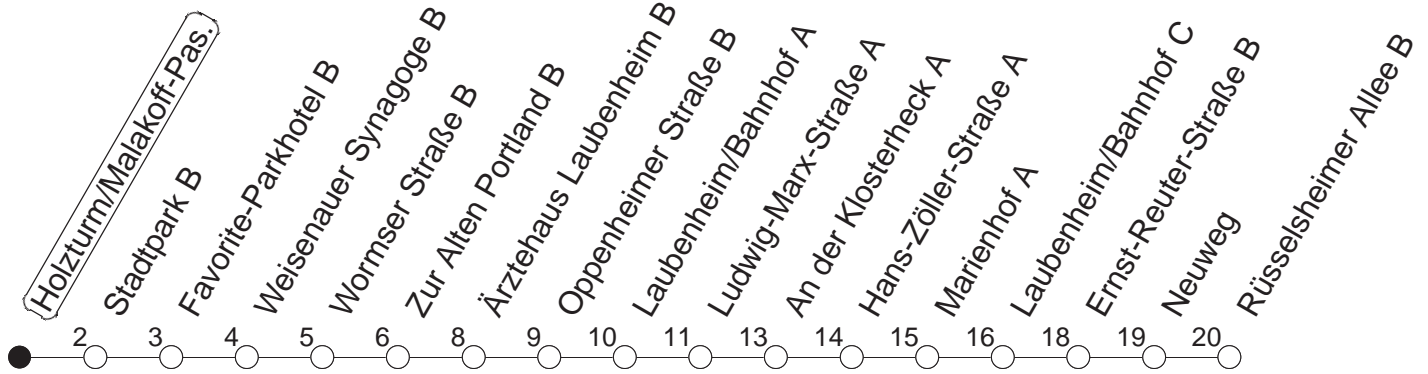 Holzturm/Malakoff-Pas.
Stadtpark B
Favorite-Parkhotel B
Weisenauer Synagoge B
Wormser Straße B
Zur Alten Portland B
Ärztehaus Laubenheim B
Oppenheimer Straße B
Laubenheim/Bahnhof A
Ludwig-Marx-Straße A
An der Klosterheck A
Hans-Zöller-Straße A
Marienhof A
Laubenheim/Bahnhof C
Ernst-Reuter-Straße B
Neuweg
Rüsselsheimer Allee B
2 3 4 5 6 8 9 10 11 13 14 15 16 18 19 20